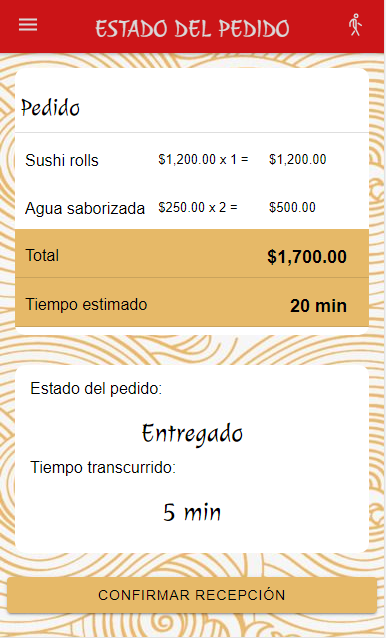 ESTADO DEL PEDIDO
Pedido
Sushi rolls $1,200.00 x 1 = $1,200.00
Agua saborizada $250.00 x 2 = $500.00
Total $1,700.00
Tiempo estimado 20 min
Estado del pedido:
Entregado
Tiempo transcurrido:
5 min
CONFIRMAR RECEPCIÓN